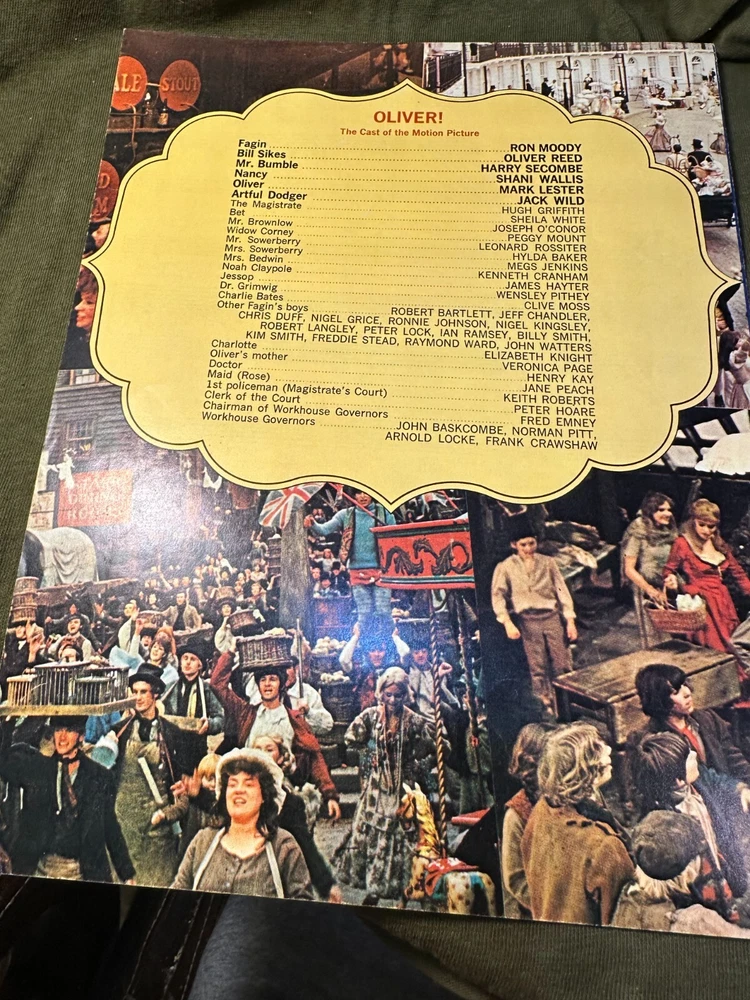 ALE
STOUT
OLIVER!
The Cast of the Motion Picture
Fagin RON MOODY
Bill Sikes OLIVER REED
Mr. Bumble HARRY SECOMBE
Nancy SHANI WALLIS
Oliver MARK LESTER
Artful Dodger JACK WILD
The Magistrate HUGH GRIFFITH
Bet SHEILA WHITE
Mr. Brownlow JOSEPH O'CONOR
Widow Corney PEGGY MOUNT
Mr. Sowerberry LEONARD ROSSITER
Mrs. Sowerberry HYLDA BAKER
Mrs. Bedwin MEGS JENKINS
Noah Claypole KENNETH CRANHAM
Jessop JAMES HAYTER
Dr. Grimwig WENSLEY PITHEY
Charlie Bates CLIVE MOSS
Other Fagin's boys ROBERT BARTLETT, JEFF CHANDLER,
CHRIS DUFF, NIGEL GRICE, RONNIE JOHNSON, NIGEL KINGSLEY,
ROBERT LANGLEY, PETER LOCK, IAN RAMSEY, BILLY SMITH,
KIM SMITH, FREDDIE STEAD, RAYMOND WARD, JOHN WATTERS
Charlotte ELIZABETH KNIGHT
Oliver's mother VERONICA PAGE
Doctor HENRY KAY
Maid (Rose) JANE PEACH
1st policeman (Magistrate's Court) KEITH ROBERTS
Clerk of the Court PETER HOARE
Chairman of Workhouse Governors FRED EMNEY
Workhouse Governors JOHN BASKCOMBE, NORMAN PITT,
ARNOLD LOCKE, FRANK CRAWSHAW
DINING
ROOMS